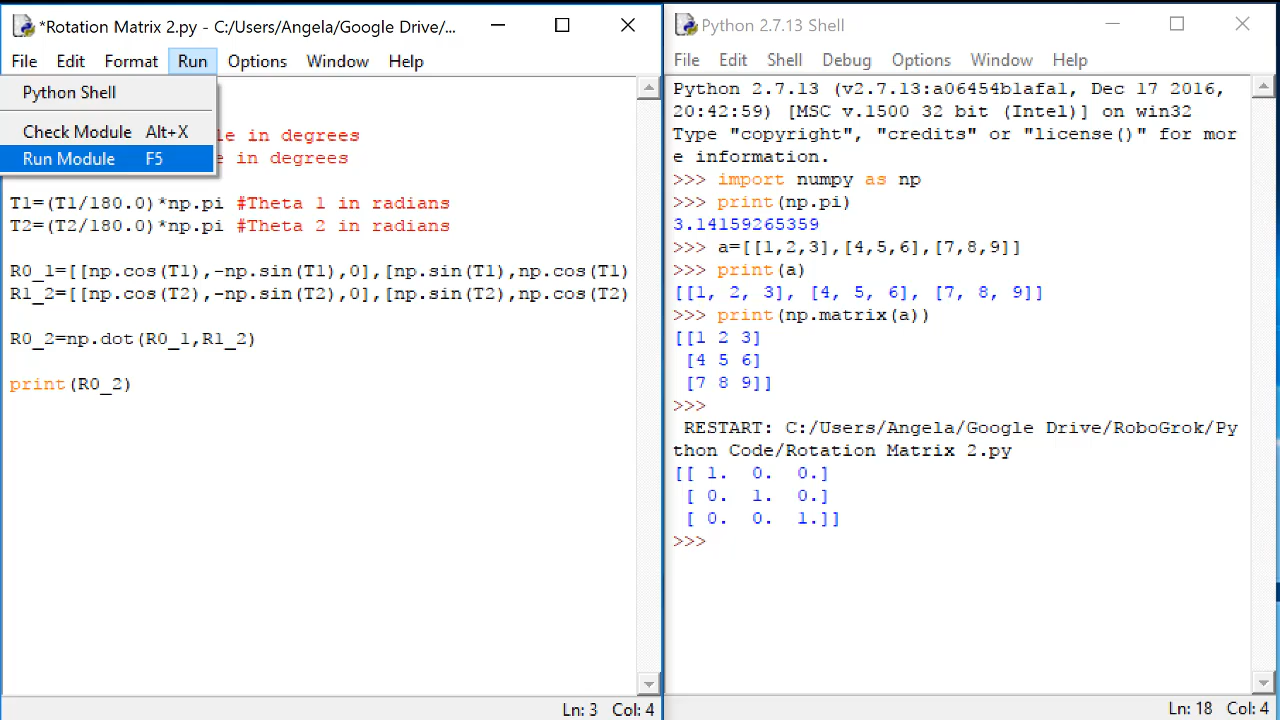 *Rotation Matrix 2.py - C:/Users/Angela/Google Drive/...
File Edit Format Run Options Window Help
Python Shell
Check Module Alt+X
Run Module F5
le in degrees
e in degrees
T1=(T1/180.0)*np.pi #Theta 1 in radians
T2=(T2/180.0)*np.pi #Theta 2 in radians
R0_1=[[np.cos(T1),-np.sin(T1),0],[np.sin(T1),np.cos(T1)
R1_2=[[np.cos(T2),-np.sin(T2),0],[np.sin(T2),np.cos(T2)
R0_2=np.dot(R0_1,R1_2)
print(R0_2)
Ln: 3 Col: 4
Python 2.7.13 Shell
File Edit Shell Debug Options Window Help
Python 2.7.13 (v2.7.13:a06454b1afa1, Dec 17 2016,
20:42:59) [MSC v.1500 32 bit (Intel)] on win32
Type "copyright", "credits" or "license()" for mor
e information.
>>> import numpy as np
>>> print(np.pi)
3.14159265359
>>> a=[[1,2,3],[4,5,6],[7,8,9]]
>>> print(a)
[[1, 2, 3], [4, 5, 6], [7, 8, 9]]
>>> print(np.matrix(a))
[[1 2 3]
[4 5 6]
[7 8 9]]
>>>
RESTART: C:/Users/Angela/Google Drive/RoboGrok/Py
thon Code/Rotation Matrix 2.py
[[ 1. 0. 0.]
[ 0. 1. 0.]
[ 0. 0. 1.]]
>>>
Ln: 18 Col: 4